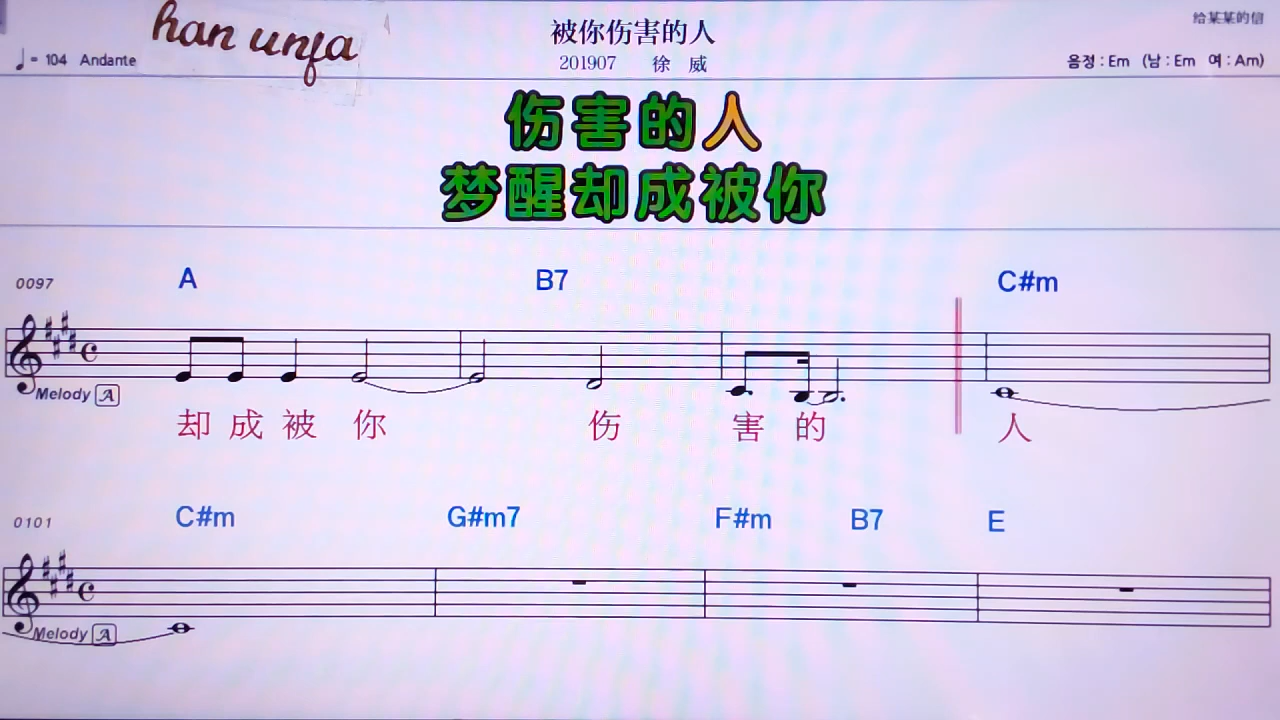 han unfa
被你伤害的人
给某某的信
♩= 104 Andante
201907 徐 威
음정 : Em (남 : Em 여 : Am)
伤害的人
梦醒却成被你
0097 A B7 C#m
Melody A
却 成 被 你 伤 害 的 人
0101 C#m G#m7 F#m B7 E
Melody A